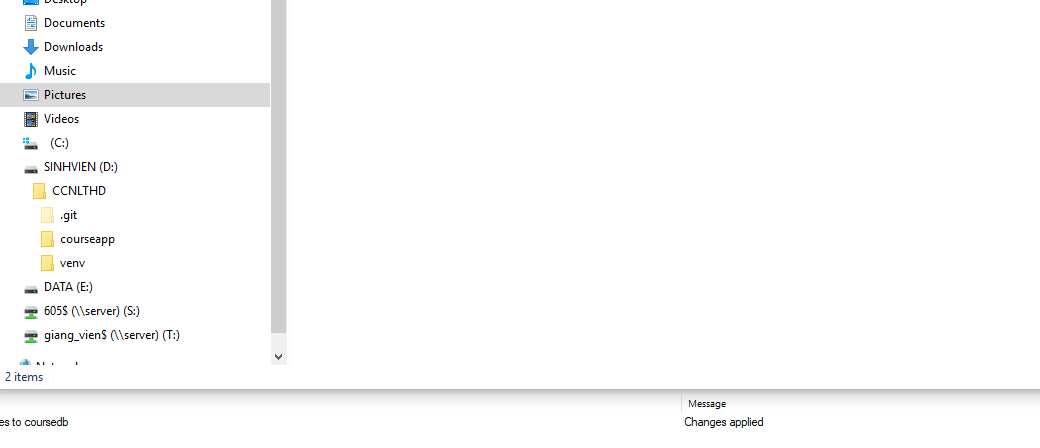 Desktop
Documents
Downloads
Music
Pictures
Videos
(C:)
SINHVIEN (D:)
CCNLTHD
.git
courseapp
venv
DATA (E:)
605$ (\\server) (S:)
giang_vien$ (\\server) (T:)
2 items
Message
es to coursedb
Changes applied